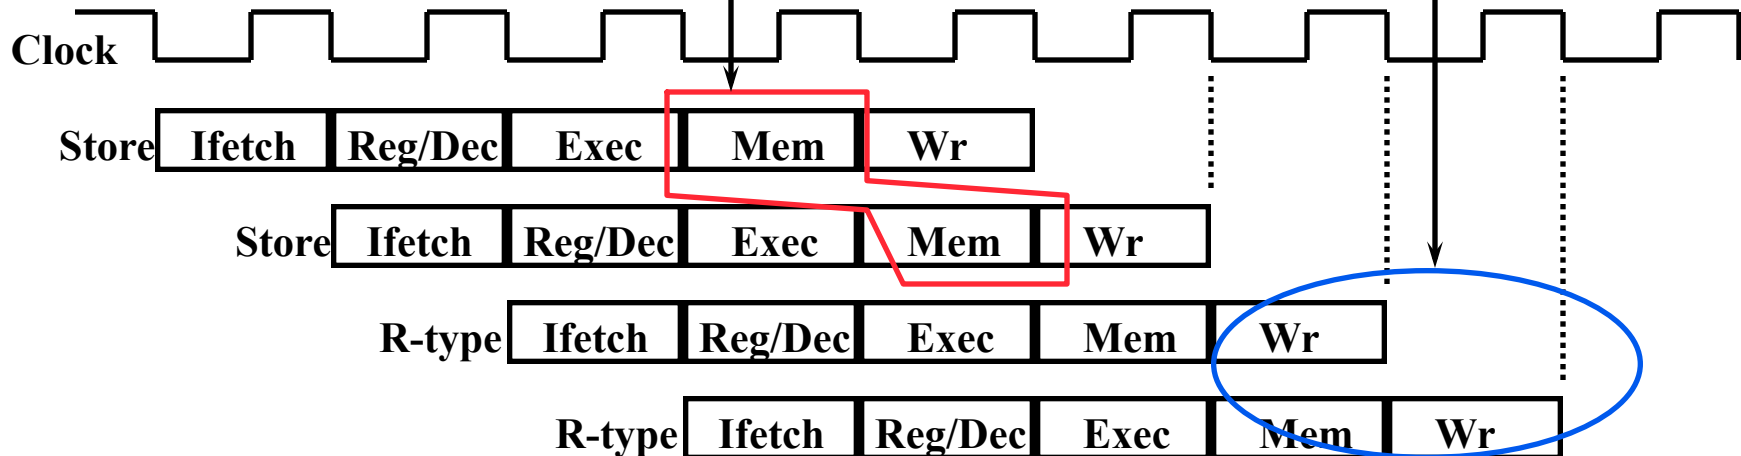 Clock
Store Ifetch Reg/Dec Exec Mem Wr
Store Ifetch Reg/Dec Exec Mem Wr
R-type Ifetch Reg/Dec Exec Mem Wr
R-type Ifetch Reg/Dec Exec Mem Wr